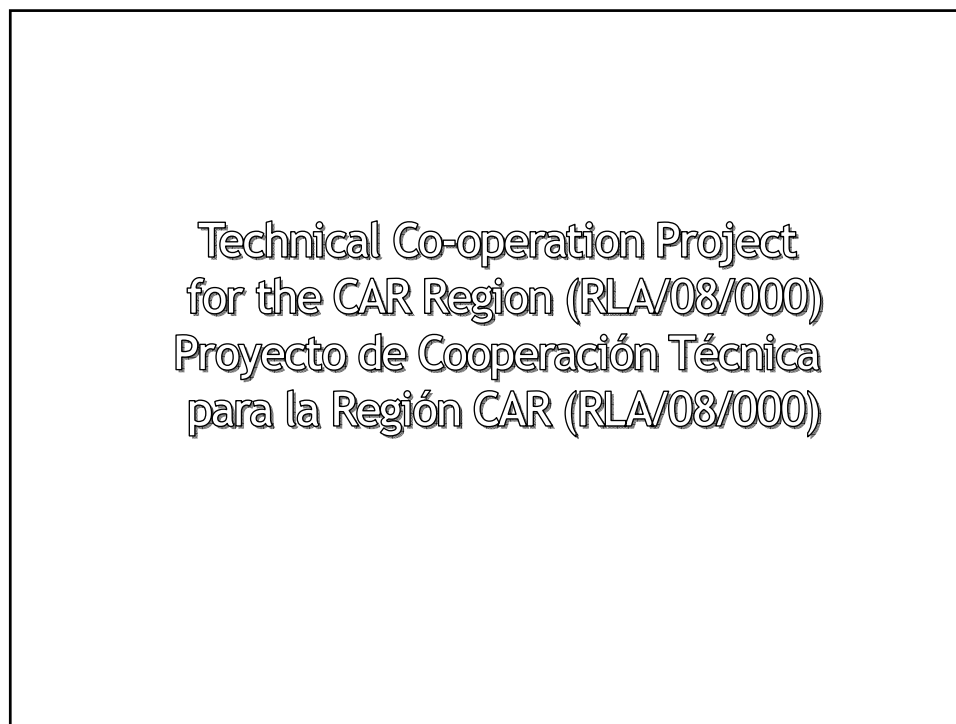 Technical Co-operation Project
for the CAR Region (RLA/08/000)
Proyecto de Cooperación Técnica
para la Región CAR (RLA/08/000)